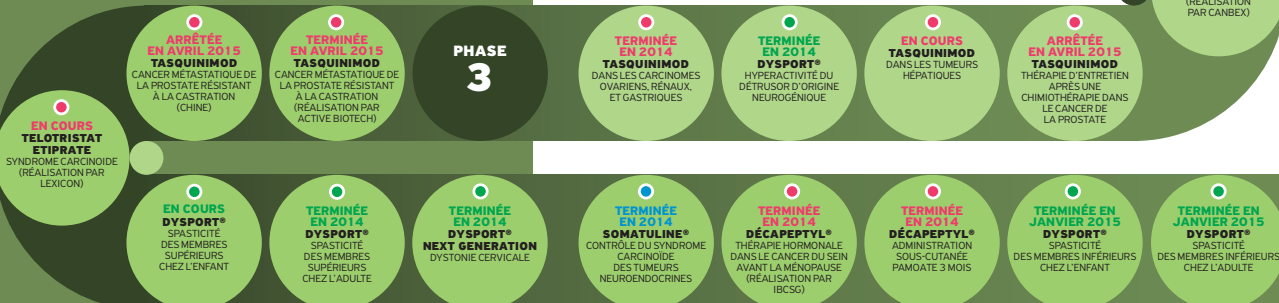 (RÉALISATION
PAR CANBEX)
ARRÊTÉE
EN AVRIL 2015
TASQUINIMOD
CANCER MÉTASTATIQUE DE
LA PROSTATE RÉSISTANT
À LA CASTRATION
(CHINE)
TERMINÉE
EN AVRIL 2015
TASQUINIMOD
CANCER MÉTASTATIQUE DE
LA PROSTATE RÉSISTANT
À LA CASTRATION
(RÉALISATION PAR
ACTIVE BIOTECH)
PHASE
3
TERMINÉE
EN 2014
TASQUINIMOD
DANS LES CARCINOMES
OVARIENS, RÉNAUX,
ET GASTRIQUES
TERMINÉE
EN 2014
DYSPORT®
HYPERACTIVITÉ DU
DÉTRUSOR D'ORIGINE
NEUROGÉNIQUE
EN COURS
TASQUINIMOD
DANS LES TUMEURS
HÉPATIQUES
ARRÊTÉE
EN AVRIL 2015
TASQUINIMOD
THÉRAPIE D'ENTRETIEN
APRÈS UNE
CHIMIOTHÉRAPIE DANS
LE CANCER DE
LA PROSTATE
EN COURS
TELOTRISTAT
ETIPRATE
SYNDROME CARCINOIDE
(RÉALISATION PAR
LEXICON)
EN COURS
DYSPORT®
SPASTICITÉ
DES MEMBRES
SUPÉRIEURS
CHEZ L'ENFANT
TERMINÉE
EN 2014
DYSPORT®
SPASTICITÉ
DES MEMBRES
SUPÉRIEURS
CHEZ L'ADULTE
TERMINÉE
EN 2014
DYSPORT®
NEXT GENERATION
DYSTONIE CERVICALE
TERMINÉE
EN 2014
SOMATULINE®
CONTRÔLE DU SYNDROME
CARCINOÏDE
DES TUMEURS
NEUROENDOCRINES
TERMINÉE
EN 2014
DÉCAPEPTYL®
THÉRAPIE HORMONALE
DANS LE CANCER DU SEIN
AVANT LA MÉNOPAUSE
(RÉALISATION PAR
IBCSG)
TERMINÉE
EN 2014
DÉCAPEPTYL®
ADMINISTRATION
SOUS-CUTANÉE
PAMOATE 3 MOIS
TERMINÉE EN
JANVIER 2015
DYSPORT®
SPASTICITÉ
DES MEMBRES INFÉRIEURS
CHEZ L'ENFANT
TERMINÉE EN
JANVIER 2015
DYSPORT®
SPASTICITÉ
DES MEMBRES INFÉRIEURS
CHEZ L'ADULTE